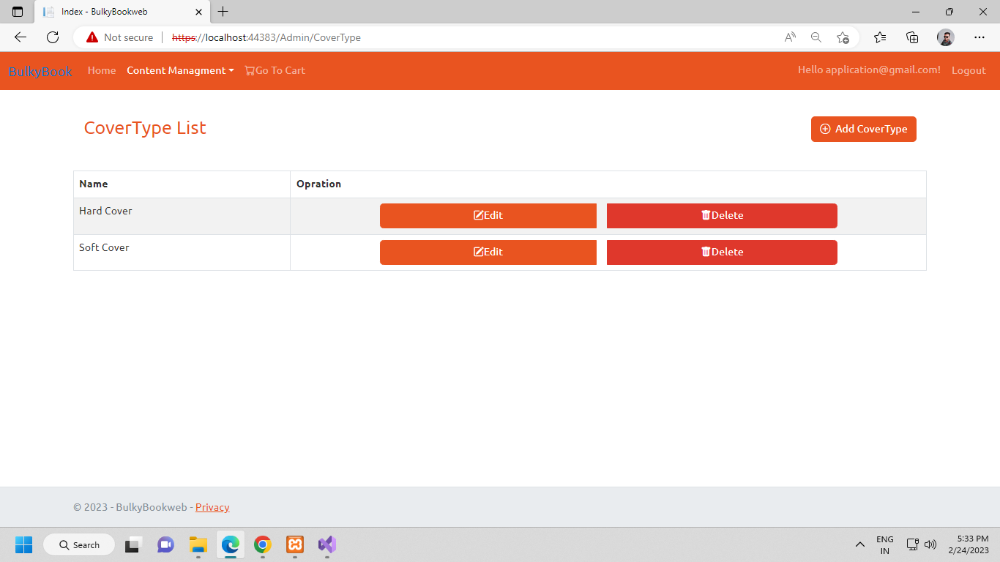 Index - BulkyBookweb
Not secure https://localhost:44383/Admin/CoverType
BulkyBook Home Content Managment Go To Cart Hello application@gmail.com! Logout
CoverType List Add CoverType
Name Opration
Hard Cover Edit Delete
Soft Cover Edit Delete
© 2023 - BulkyBookweb - Privacy
Search ENG IN 5:33 PM 2/24/2023